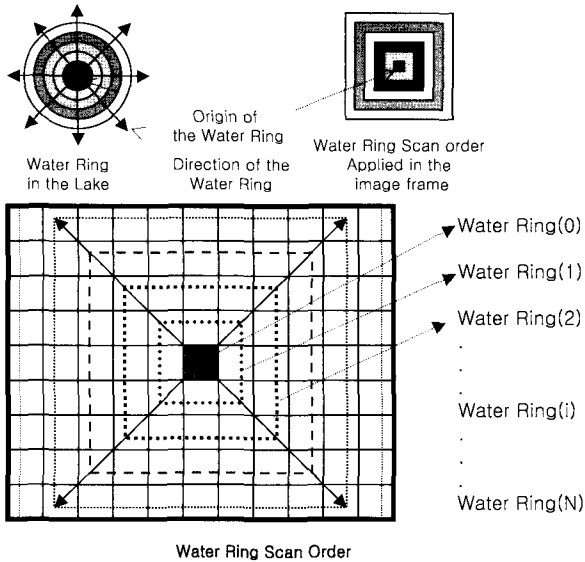 Origin of
the Water Ring
Water Ring
in the Lake
Direction of the
Water Ring
Water Ring Scan order
Applied in the
image frame
Water Ring(0)
Water Ring(1)
Water Ring(2)
.
.
.
Water Ring(i)
.
.
.
Water Ring(N)
Water Ring Scan Order